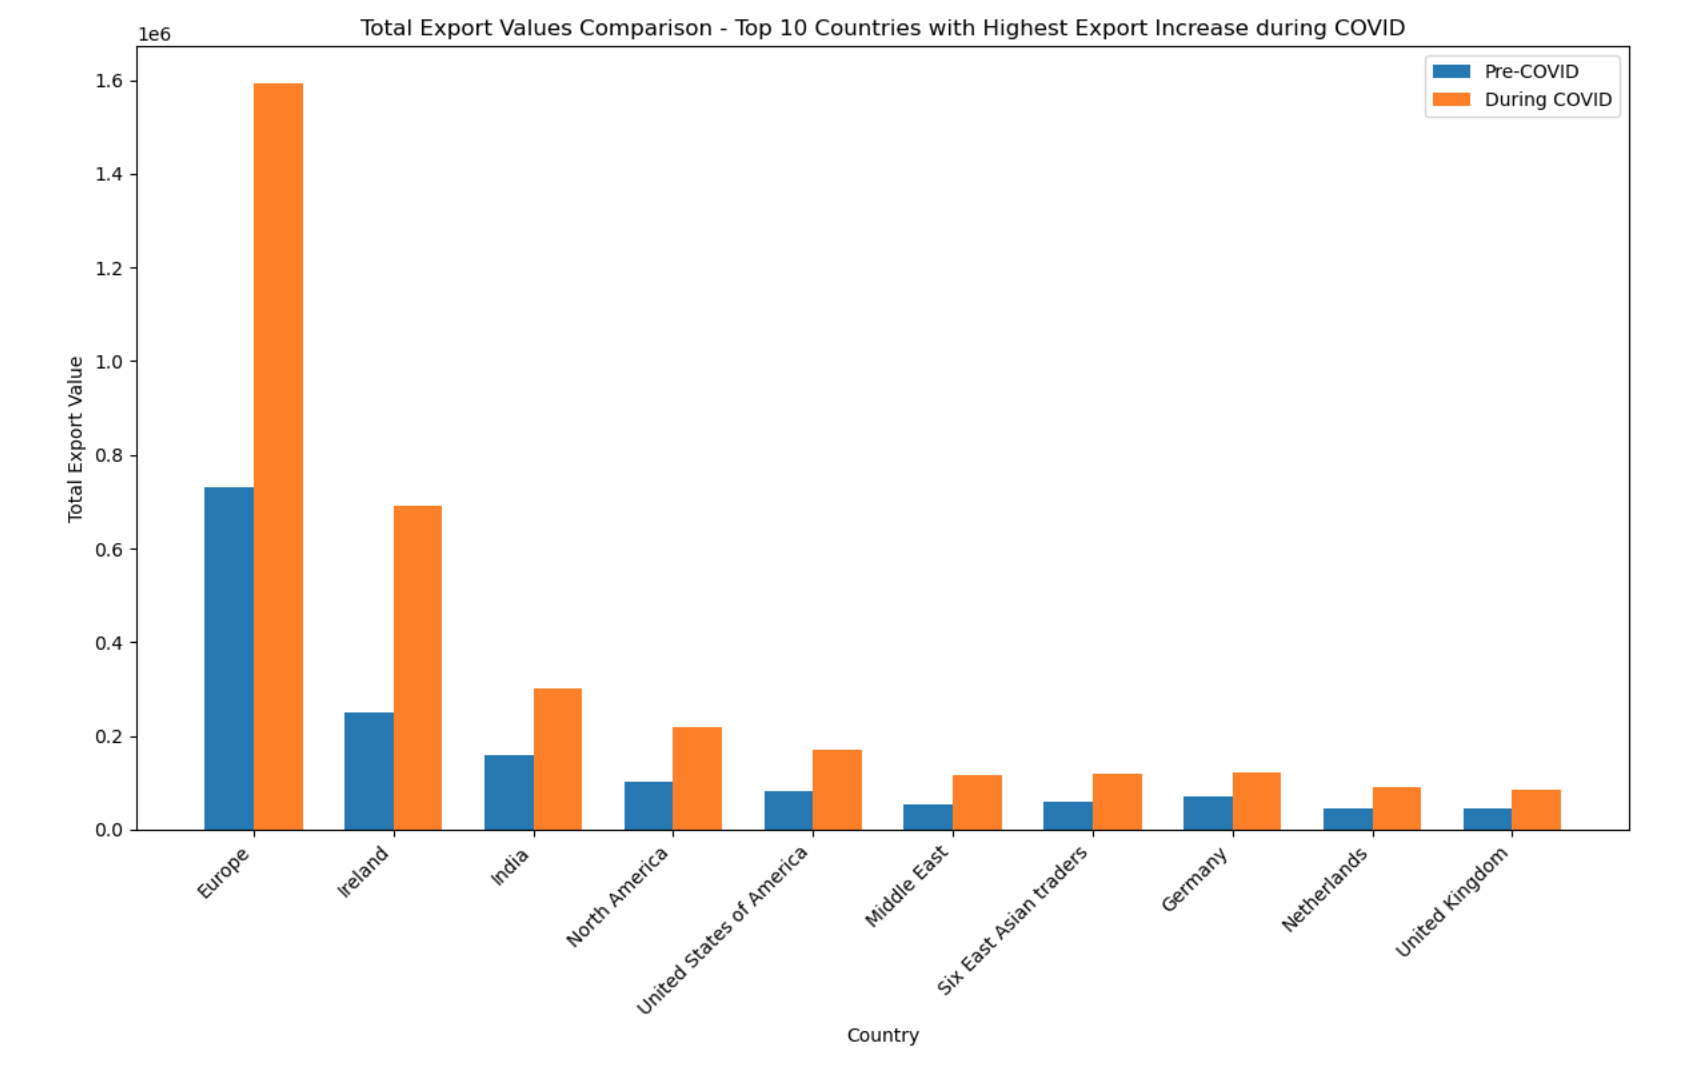 Total Export Values Comparison - Top 10 Countries with Highest Export Increase during COVID
1e6
Pre-COVID
During COVID
1.6
1.4
1.2
1.0
0.8
0.6
0.4
0.2
0.0
Total Export Value
Europe
Ireland
India
North America
United States of America
Middle East
Six East Asian traders
Germany
Netherlands
United Kingdom
Country